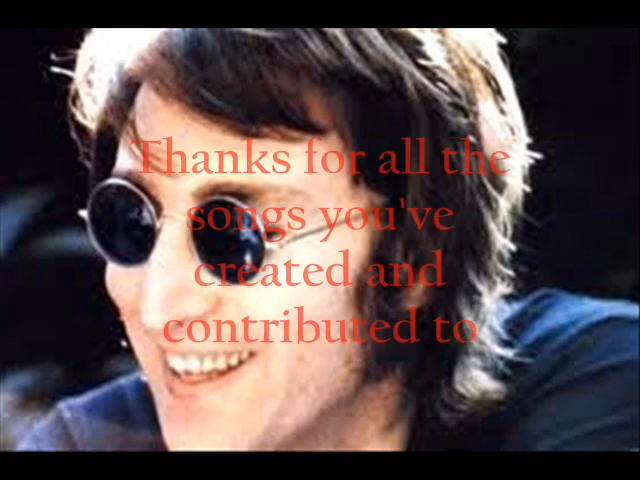 Thanks for all the
songs you've
created and
contributed to